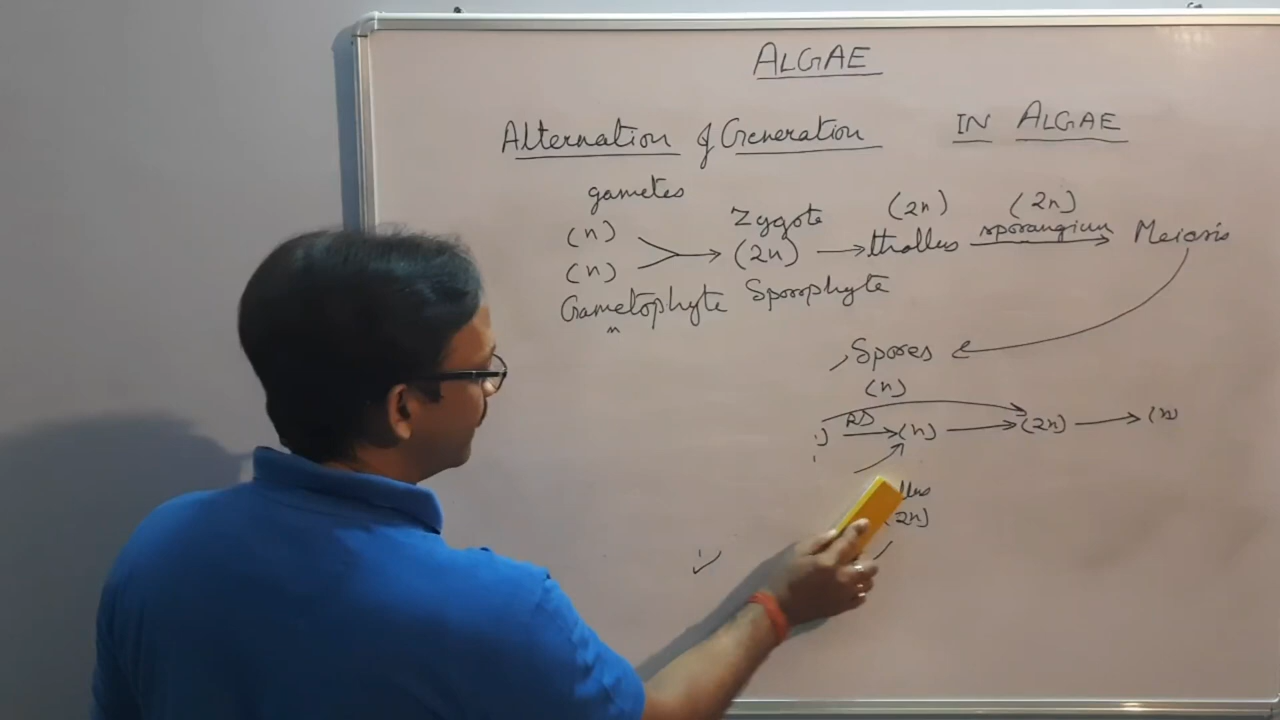 ALGAE
Alternation of Generation IN ALGAE
gametes
(n) Zygote (2n) (2n)
(n) (2n) thallus sporangium Meiosis
Gametophyte Sporophyte
n
Spores
(n)
RD (n) (2n) (n)
(2n)